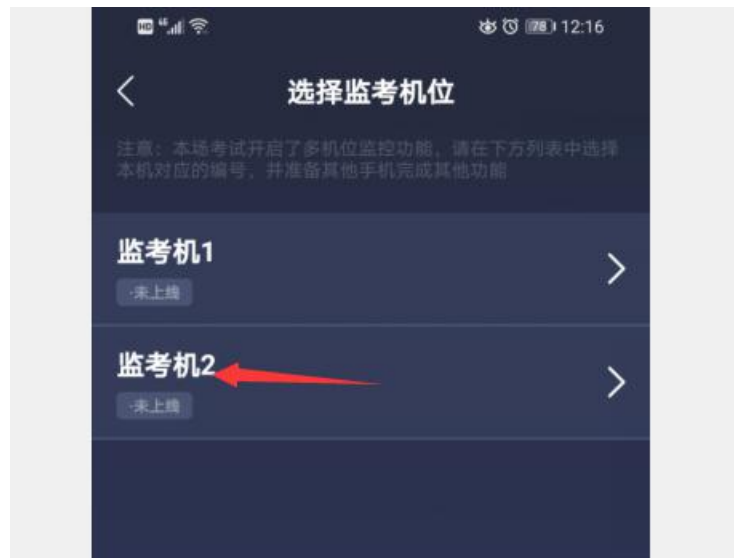 HD 46 78 12:16
选择监考机位
注意：本场考试开启了多机位监控功能，请在下方列表中选择
本机对应的编号，并准备其他手机完成其他功能
监考机1
·未上线
监考机2
·未上线